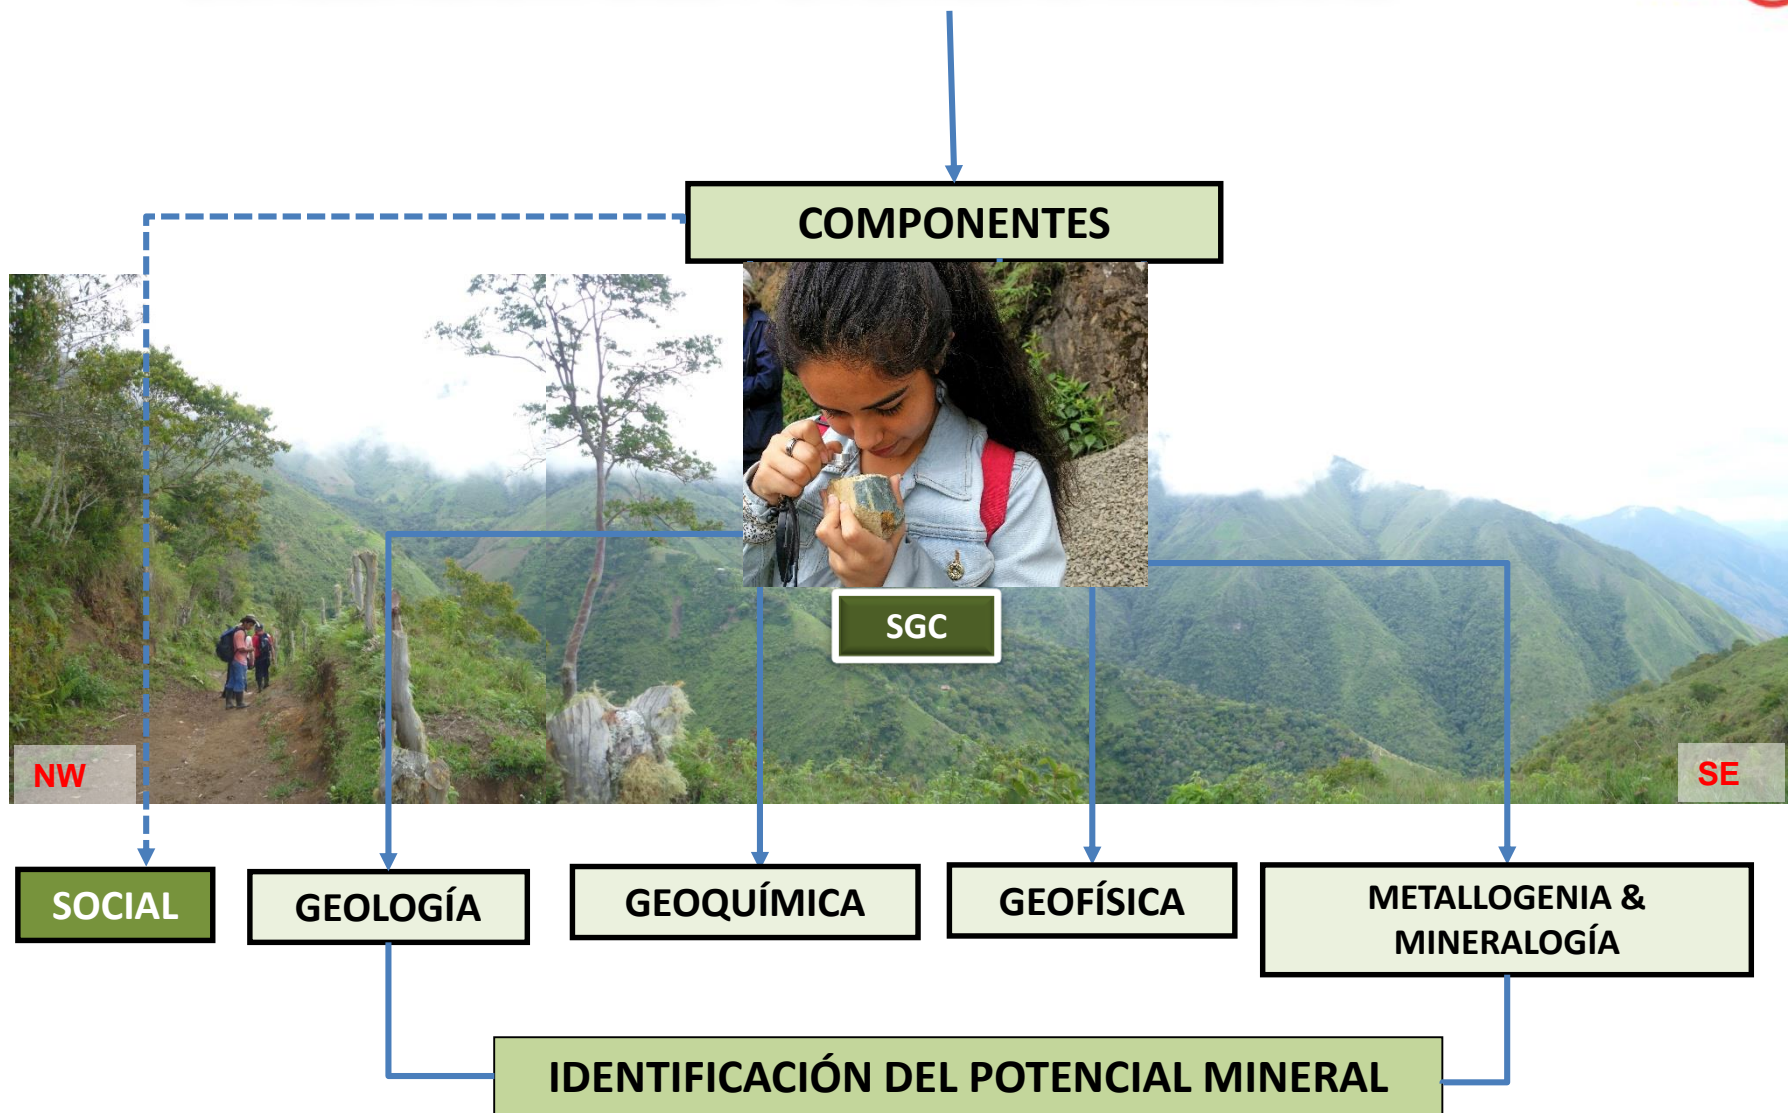 COMPONENTES
SGC
NW
SE
SOCIAL
GEOLOGÍA
GEOQUÍMICA
GEOFÍSICA
METALLOGENIA &
MINERALOGÍA
IDENTIFICACIÓN DEL POTENCIAL MINERAL